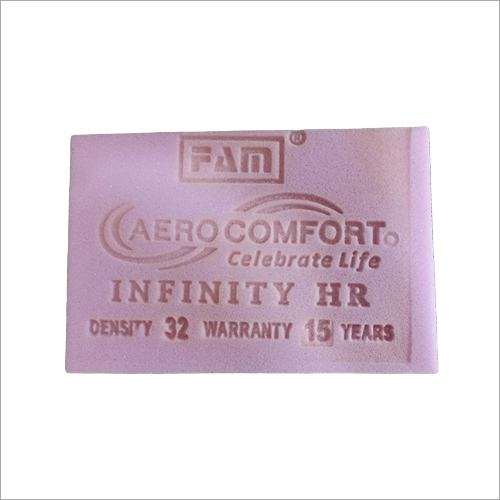 FAM®
AEROCOMFORT
Celebrate Life
INFINITY HR
DENSITY 32 WARRANTY 15 YEARS